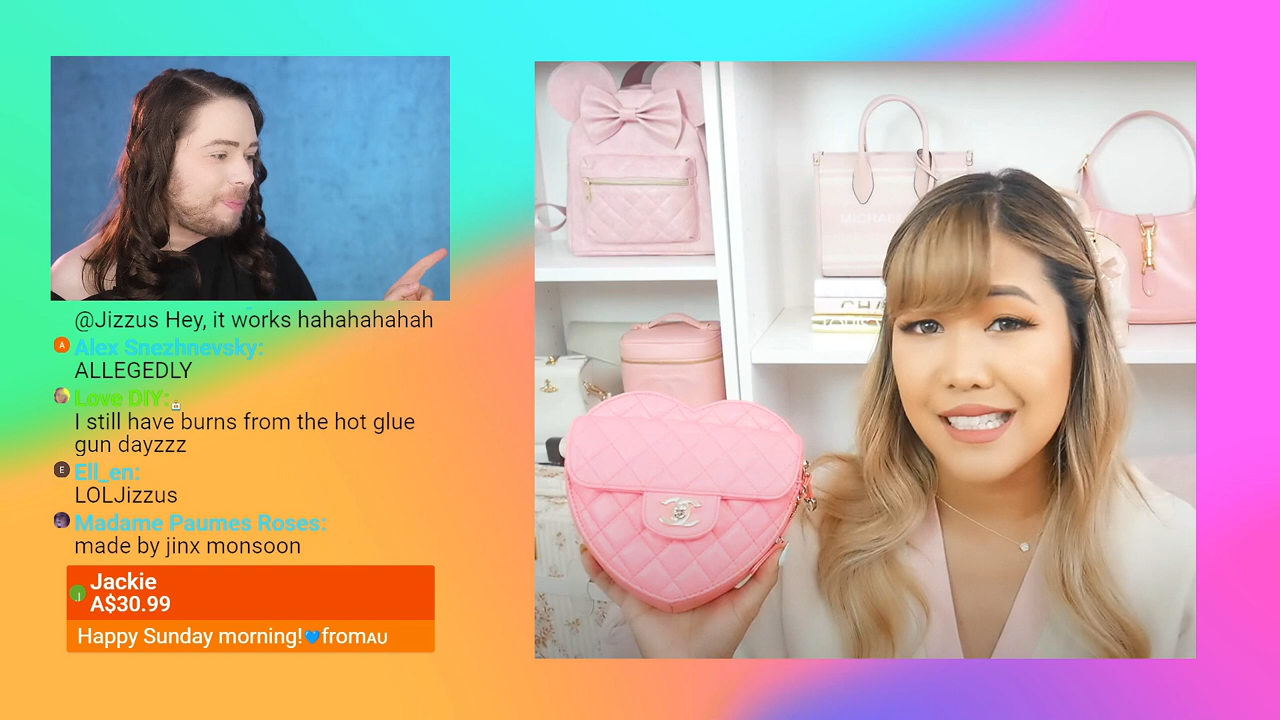 @Jizzus Hey, it works hahahahahah
A
Alex Snezhnevsky:
ALLEGEDLY
Love DIY:
I still have burns from the hot glue
gun dayzzz
E
Ell_en:
LOLJizzus
Madame Paumes Roses:
made by jinx monsoon
J
Jackie
A$30.99
Happy Sunday morning!💙fromAU